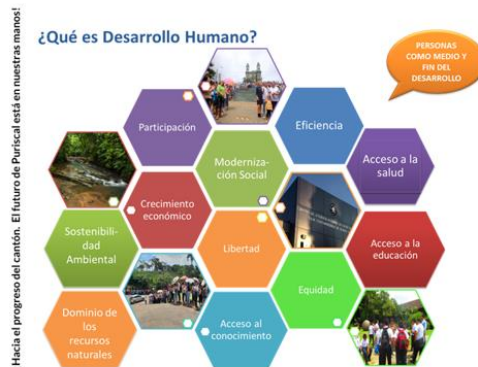 ¿Qué es Desarrollo Humano?
PERSONAS
COMO MEDIO Y
FIN DEL
DESARROLLO
Participación
Eficiencia
Moderniza-
ción Social
Acceso a la
salud
Crecimiento
económico
Sostenibili-
dad
Ambiental
Libertad
Acceso a la
educación
Equidad
Dominio de
los
recursos
naturales
Acceso al
conocimiento
Hacia el progreso del cantón. El futuro de Puriscal está en nuestras manos!